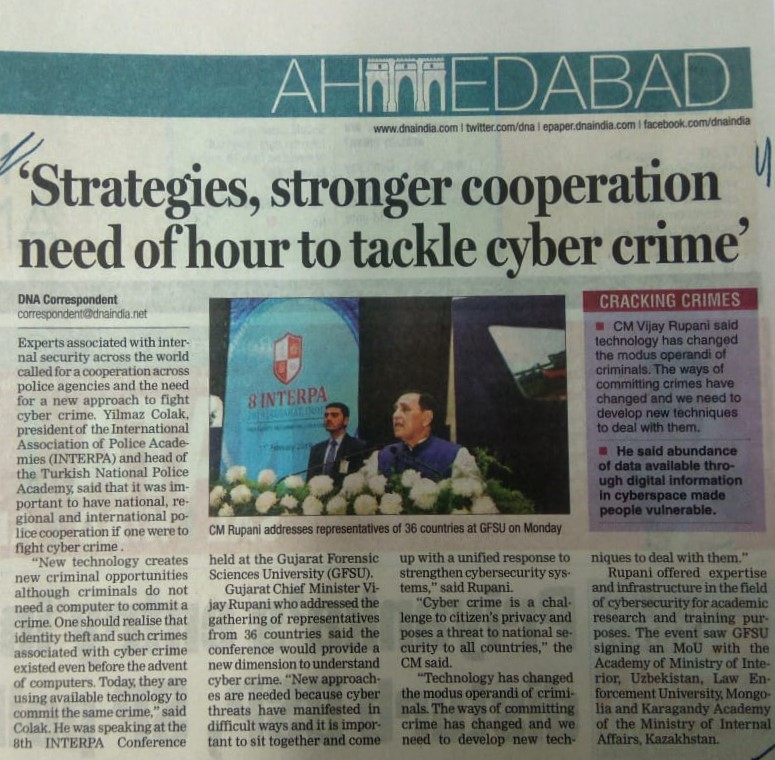 AHMEDABAD
www.dnaindia.com | twitter.com/dna | epaper.dnaindia.com | facebook.com/dnaindia
‘Strategies, stronger cooperation
need of hour to tackle cyber crime’
DNA Correspondent
correspondent@dnaindia.net
Experts associated with inter-
nal security across the world
called for a cooperation across
police agencies and the need
for a new approach to fight
cyber crime. Yilmaz Colak,
president of the International
Association of Police Acade-
mies (INTERPA) and head of
the Turkish National Police
Academy, said that it was im-
portant to have national, re-
gional and international po-
lice cooperation if one were to
fight cyber crime .
“New technology creates
new criminal opportunities
although criminals do not
need a computer to commit a
crime. One should realise that
identity theft and such crimes
associated with cyber crime
existed even before the advent
of computers. Today, they are
using available technology to
commit the same crime,” said
Colak. He was speaking at the
8th INTERPA Conference
8 INTERPA
CM Rupani addresses representatives of 36 countries at GFSU on Monday
held at the Gujarat Forensic
Sciences University (GFSU).
Gujarat Chief Minister Vi-
jay Rupani who addressed the
gathering of representatives
from 36 countries said the
conference would provide a
new dimension to understand
cyber crime. “New approach-
es are needed because cyber
threats have manifested in
difficult ways and it is impor-
tant to sit together and come
up with a unified response to
strengthen cybersecurity sys-
tems,” said Rupani.
“Cyber crime is a chal-
lenge to citizen’s privacy and
poses a threat to national se-
curity to all countries,” the
CM said.
“Technology has changed
the modus operandi of crimi-
nals. The ways of committing
crime has changed and we
need to develop new tech-
niques to deal with them.”
Rupani offered expertise
and infrastructure in the field
of cybersecurity for academic
research and training pur-
poses. The event saw GFSU
signing an MoU with the
Academy of Ministry of Inte-
rior, Uzbekistan, Law En-
forcement University, Mongo-
lia and Karagandy Academy
of the Ministry of Internal
Affairs, Kazakhstan.
CRACKING CRIMES
■ CM Vijay Rupani said
technology has changed
the modus operandi of
criminals. The ways of
committing crimes have
changed and we need to
develop new techniques
to deal with them.
■ He said abundance
of data available thro-
ugh digital information
in cyberspace made
people vulnerable.